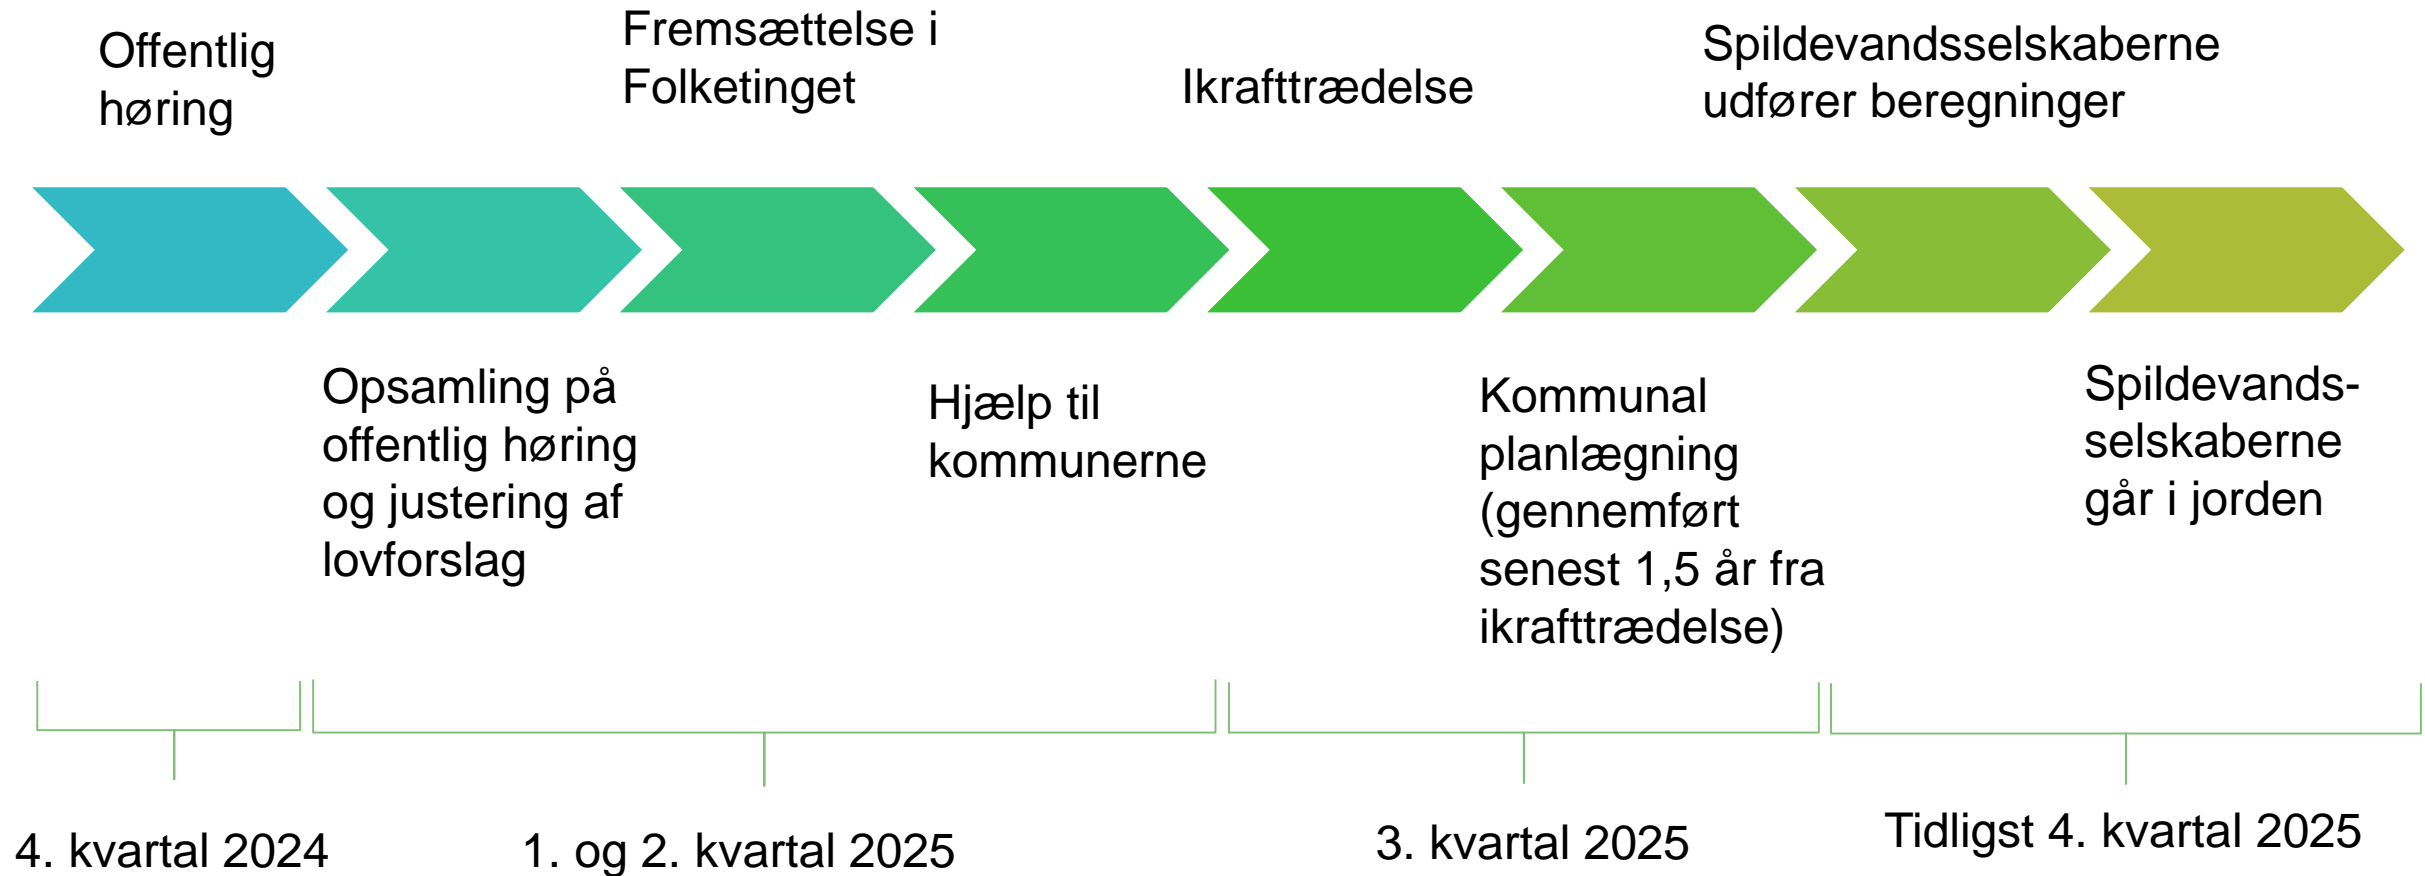 Offentlig
høring
Fremsættelse i
Folketinget
Ikrafttrædelse
Spildevandsselskaberne
udfører beregninger
Opsamling på
offentlig høring
og justering af
lovforslag
Hjælp til
kommunerne
Kommunal
planlægning
(gennemført
senest 1,5 år fra
ikrafttrædelse)
Spildevands-
selskaberne
går i jorden
4. kvartal 2024
1. og 2. kvartal 2025
3. kvartal 2025
Tidligst 4. kvartal 2025